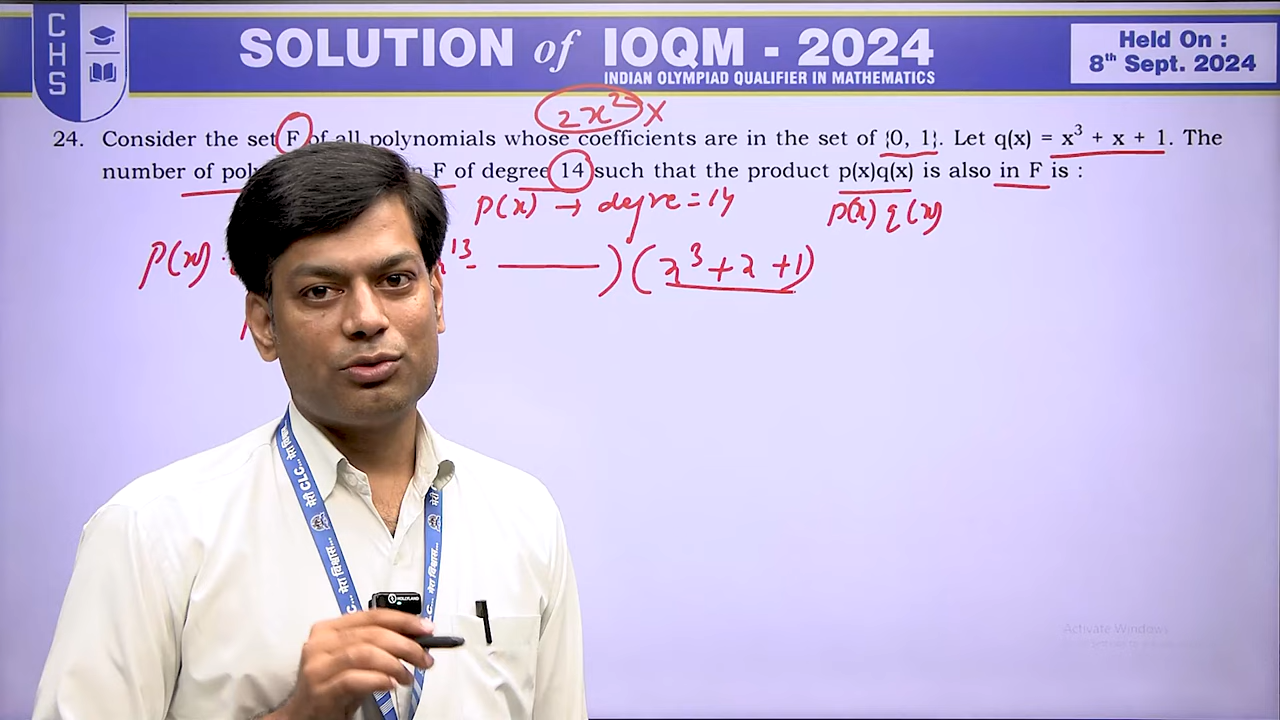 CHS
SOLUTION of IOQM - 2024
INDIAN OLYMPIAD QUALIFIER IN MATHEMATICS
Held On :
8th Sept. 2024
2x² x
24. Consider the set F of all polynomials whose coefficients are in the set of {0, 1}. Let q(x) = x³ + x + 1. The
number of F of degree 14 such that the product p(x)q(x) is also in F is :
P(x) → degre = 14
p(x) q(x)
P(x) 13 - ) (x³ + x + 1)
तेरा विश्वास...
मेरी C.L.C...
HOLLYLAND
Activate Windows